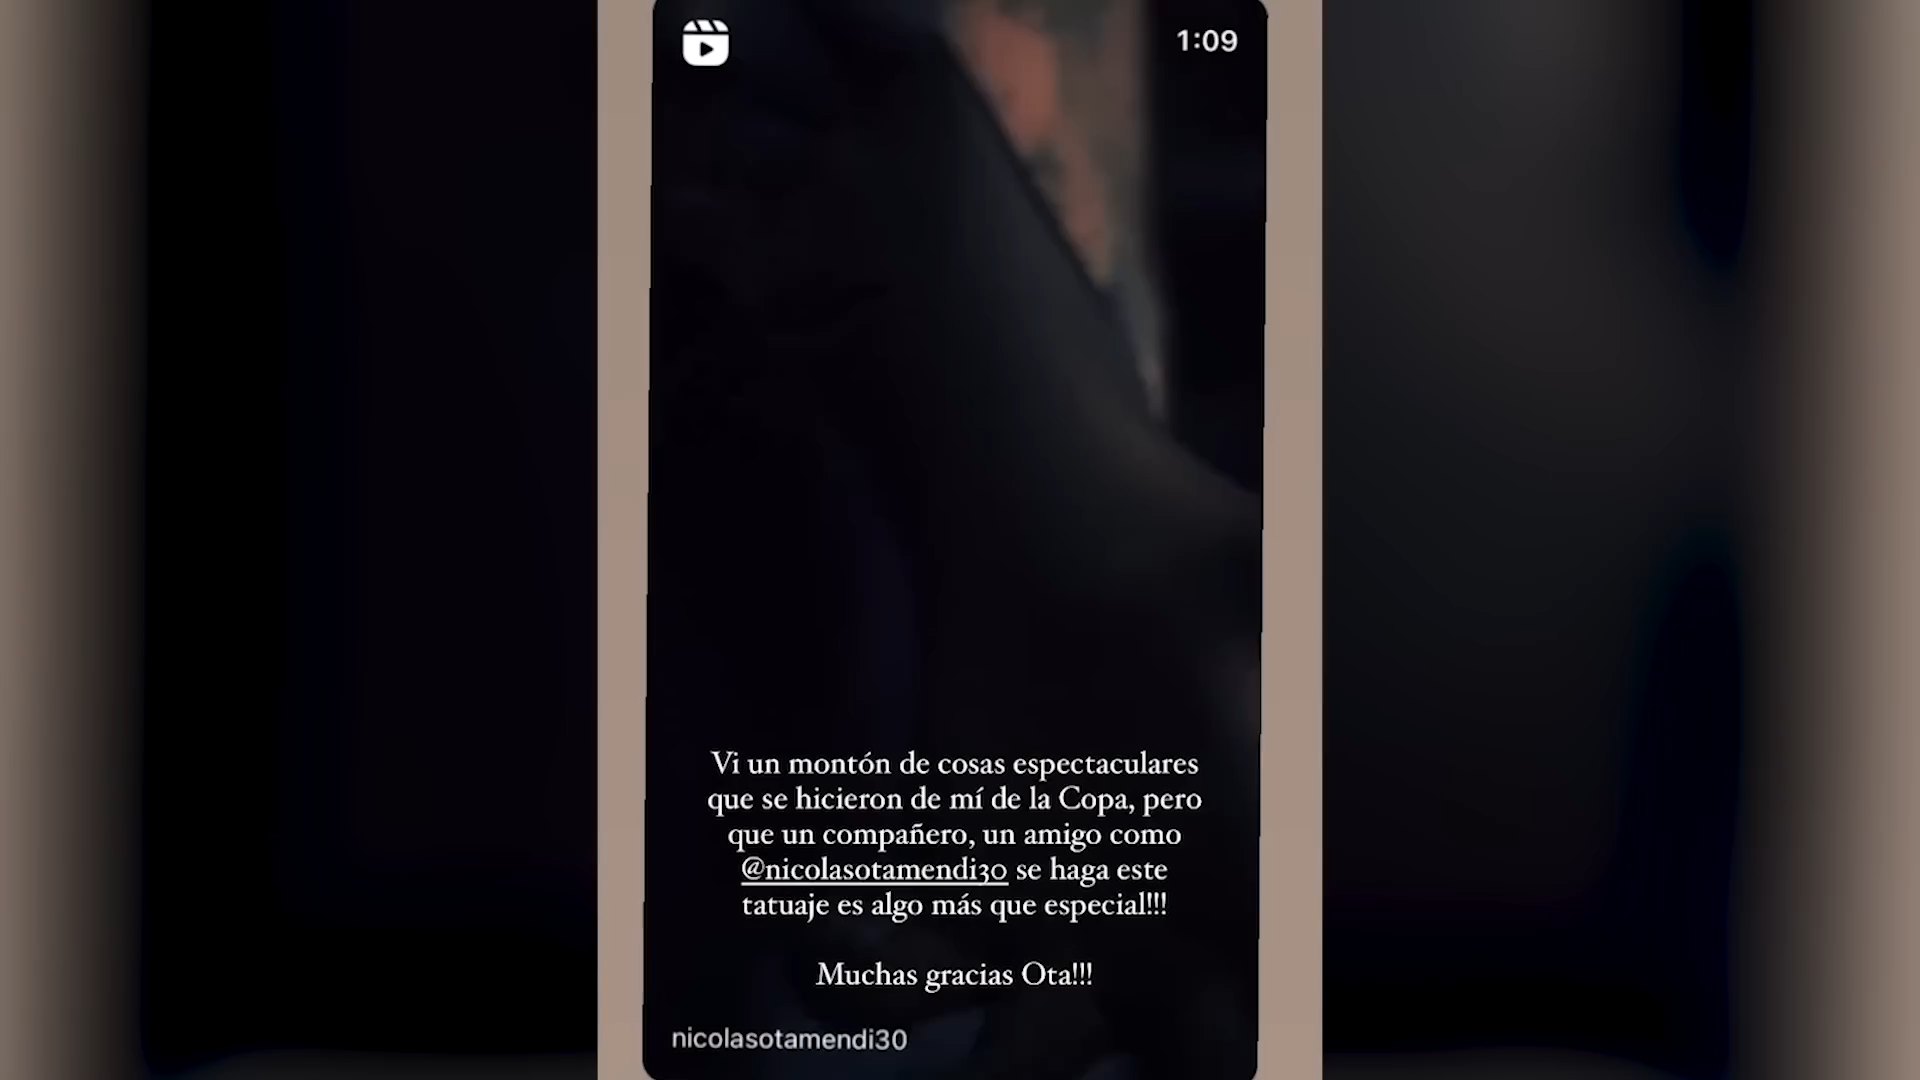 1:09
Vi un montón de cosas espectaculares
que se hicieron de mí de la Copa, pero
que un compañero, un amigo como
@nicolasotamendi30 se haga este
tatuaje es algo más que especial!!!
Muchas gracias Ota!!!
nicolasotamendi30